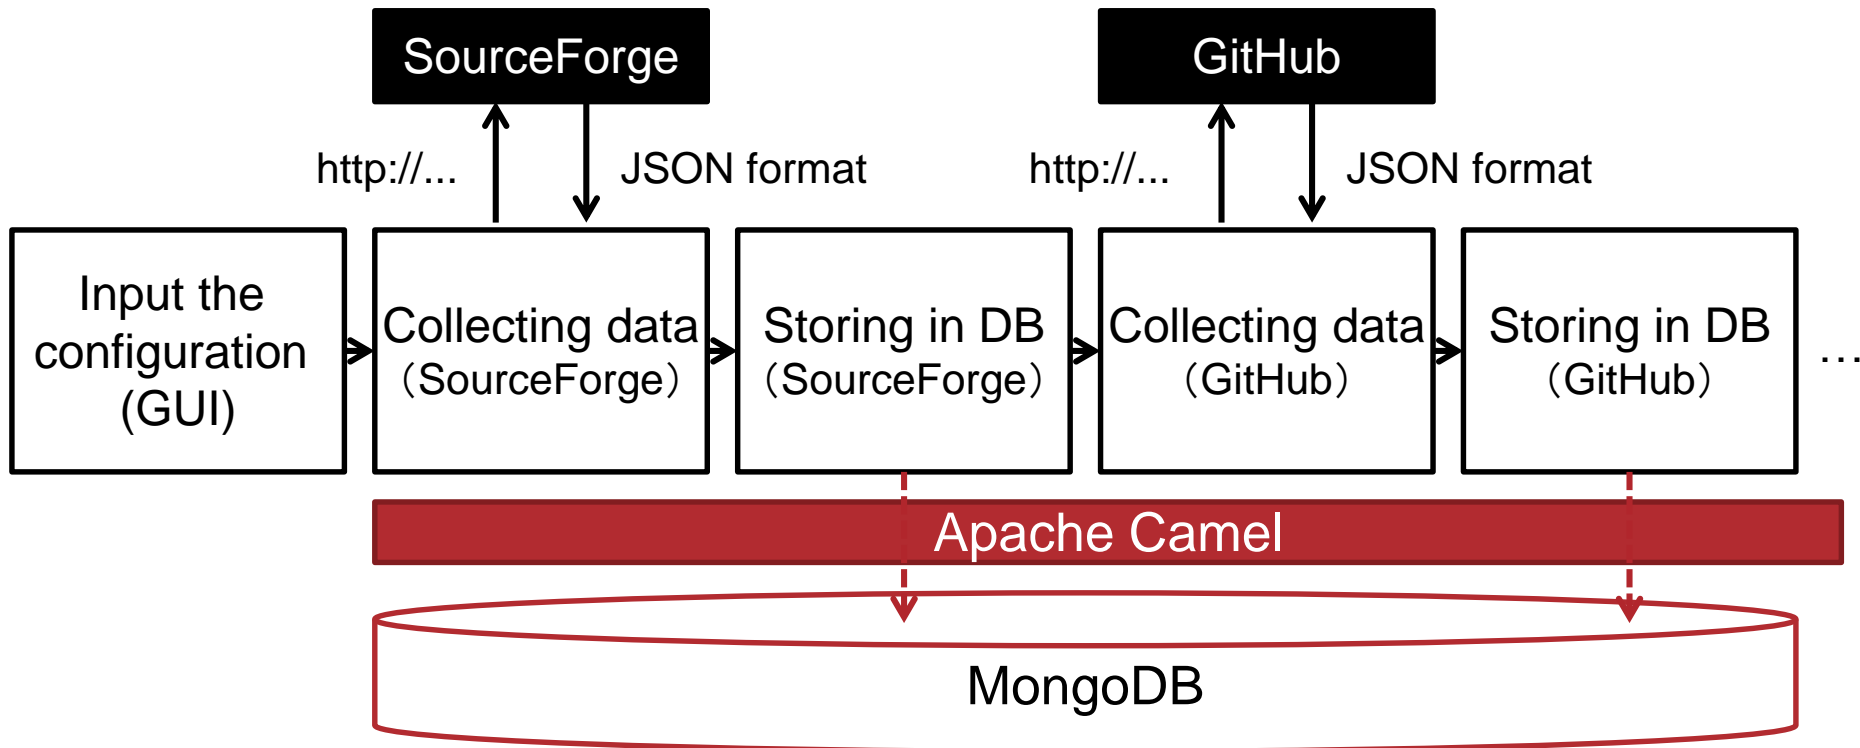 SourceForge
GitHub
http://...
JSON format
http://...
JSON format
Input the
configuration
(GUI)
Collecting data
（SourceForge）
Storing in DB
（SourceForge）
Collecting data
（GitHub）
Storing in DB
（GitHub）
…
Apache Camel
MongoDB